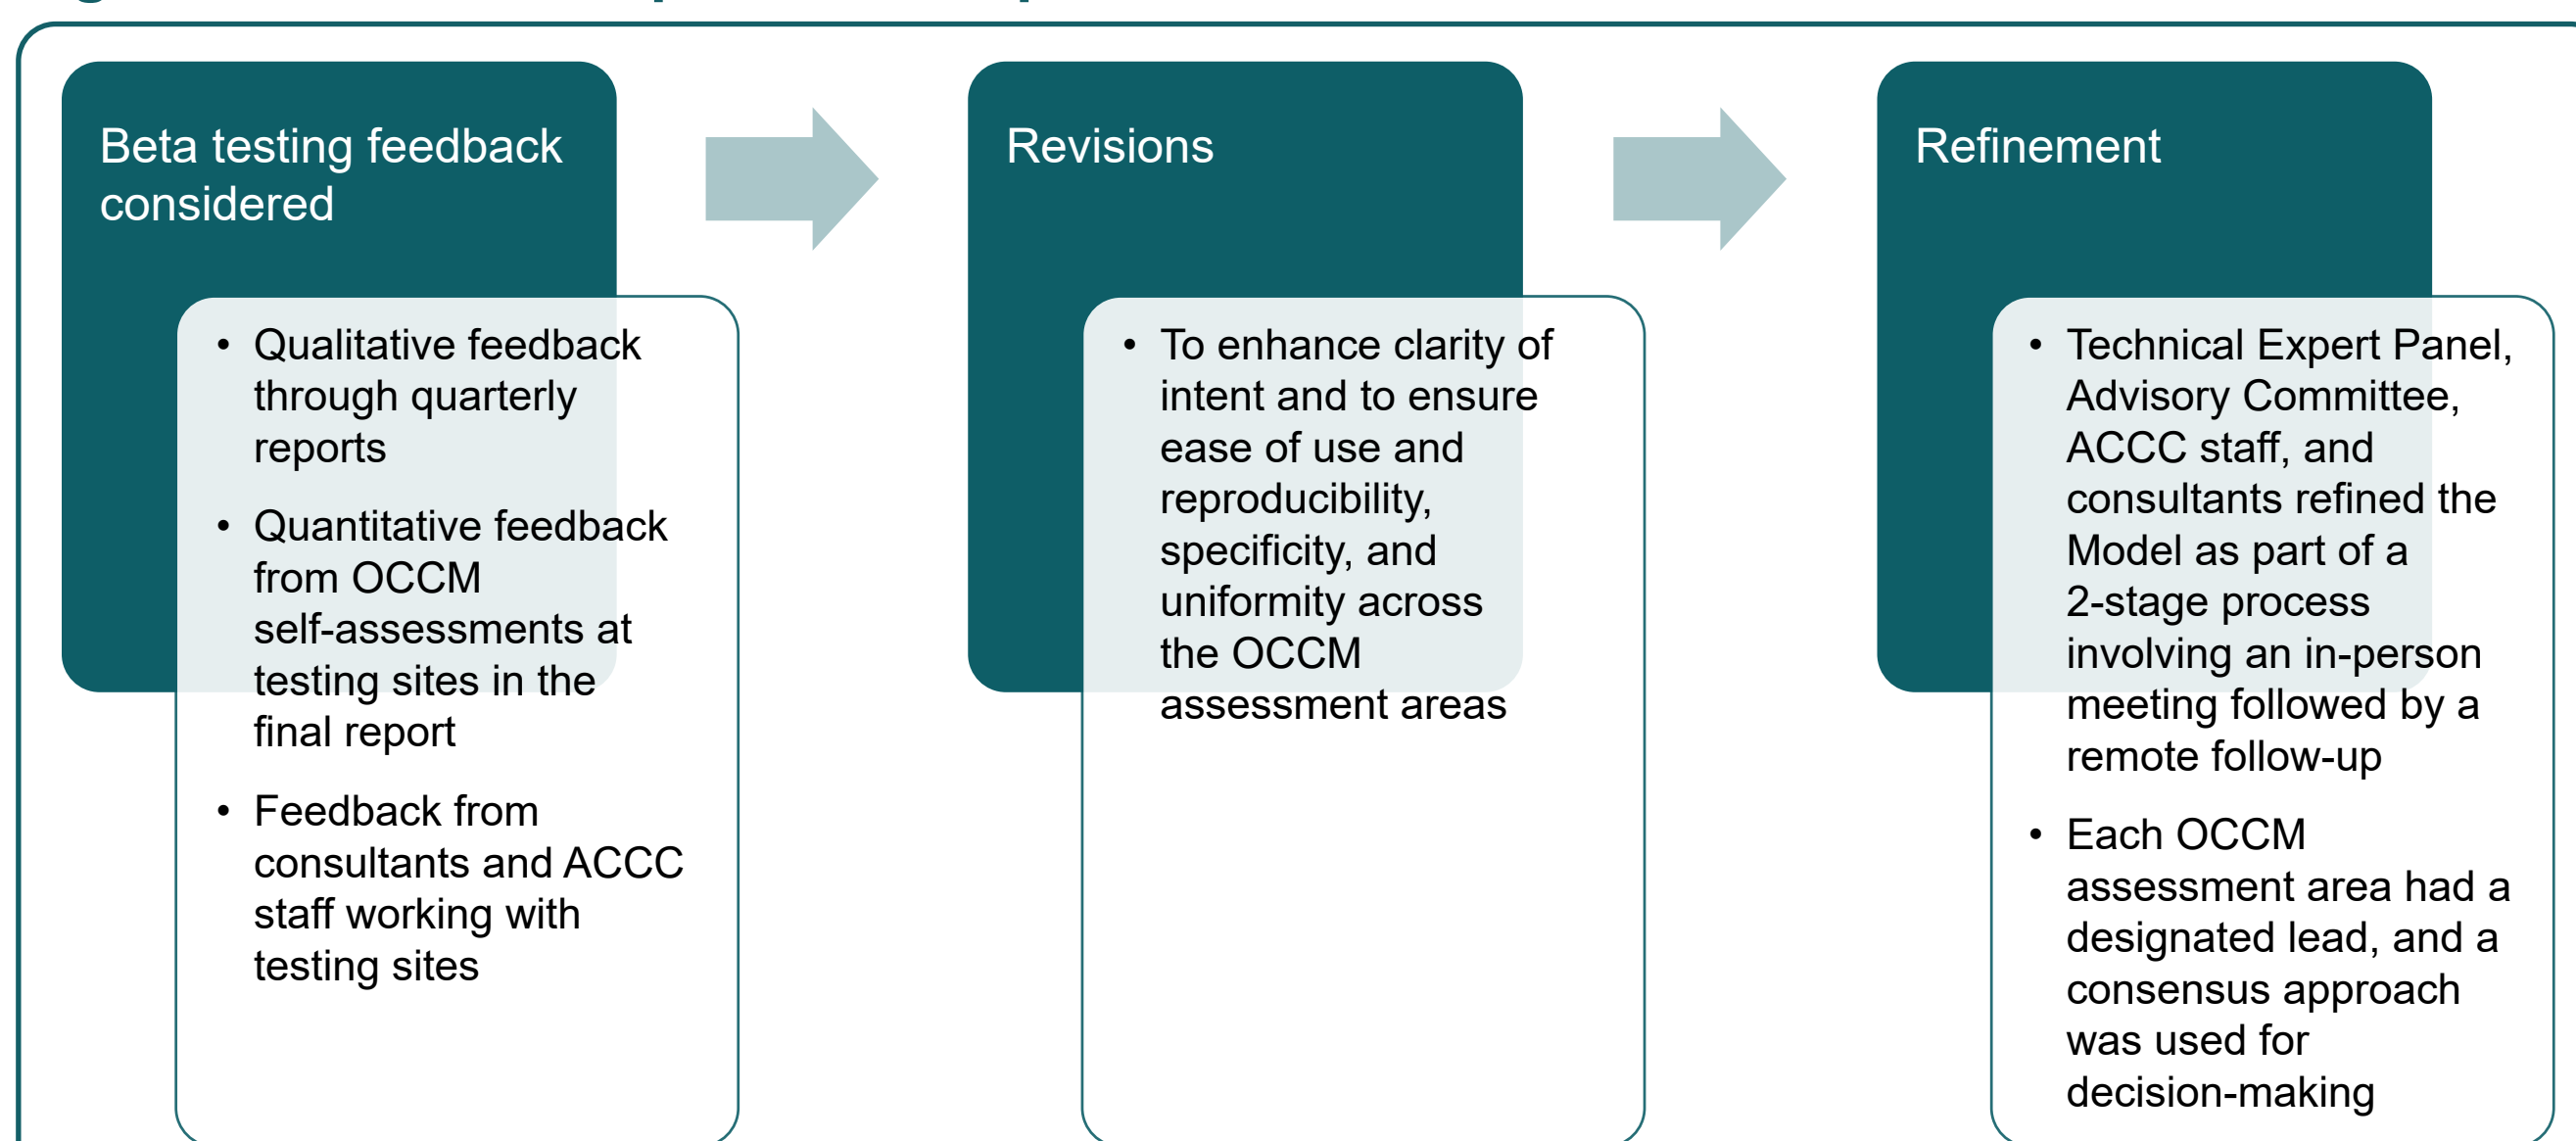 Beta testing feedback
considered
• Qualitative feedback
through quarterly
reports
• Quantitative feedback
from OCCM
self-assessments at
testing sites in the
final report
• Feedback from
consultants and ACCC
staff working with
testing sites
Revisions
• To enhance clarity of
intent and to ensure
ease of use and
reproducibility,
specificity, and
uniformity across
the OCCM
assessment areas
Refinement
• Technical Expert Panel,
Advisory Committee,
ACCC staff, and
consultants refined the
Model as part of a
2-stage process
involving an in-person
meeting followed by a
remote follow-up
• Each OCCM
assessment area had a
designated lead, and a
consensus approach
was used for
decision-making